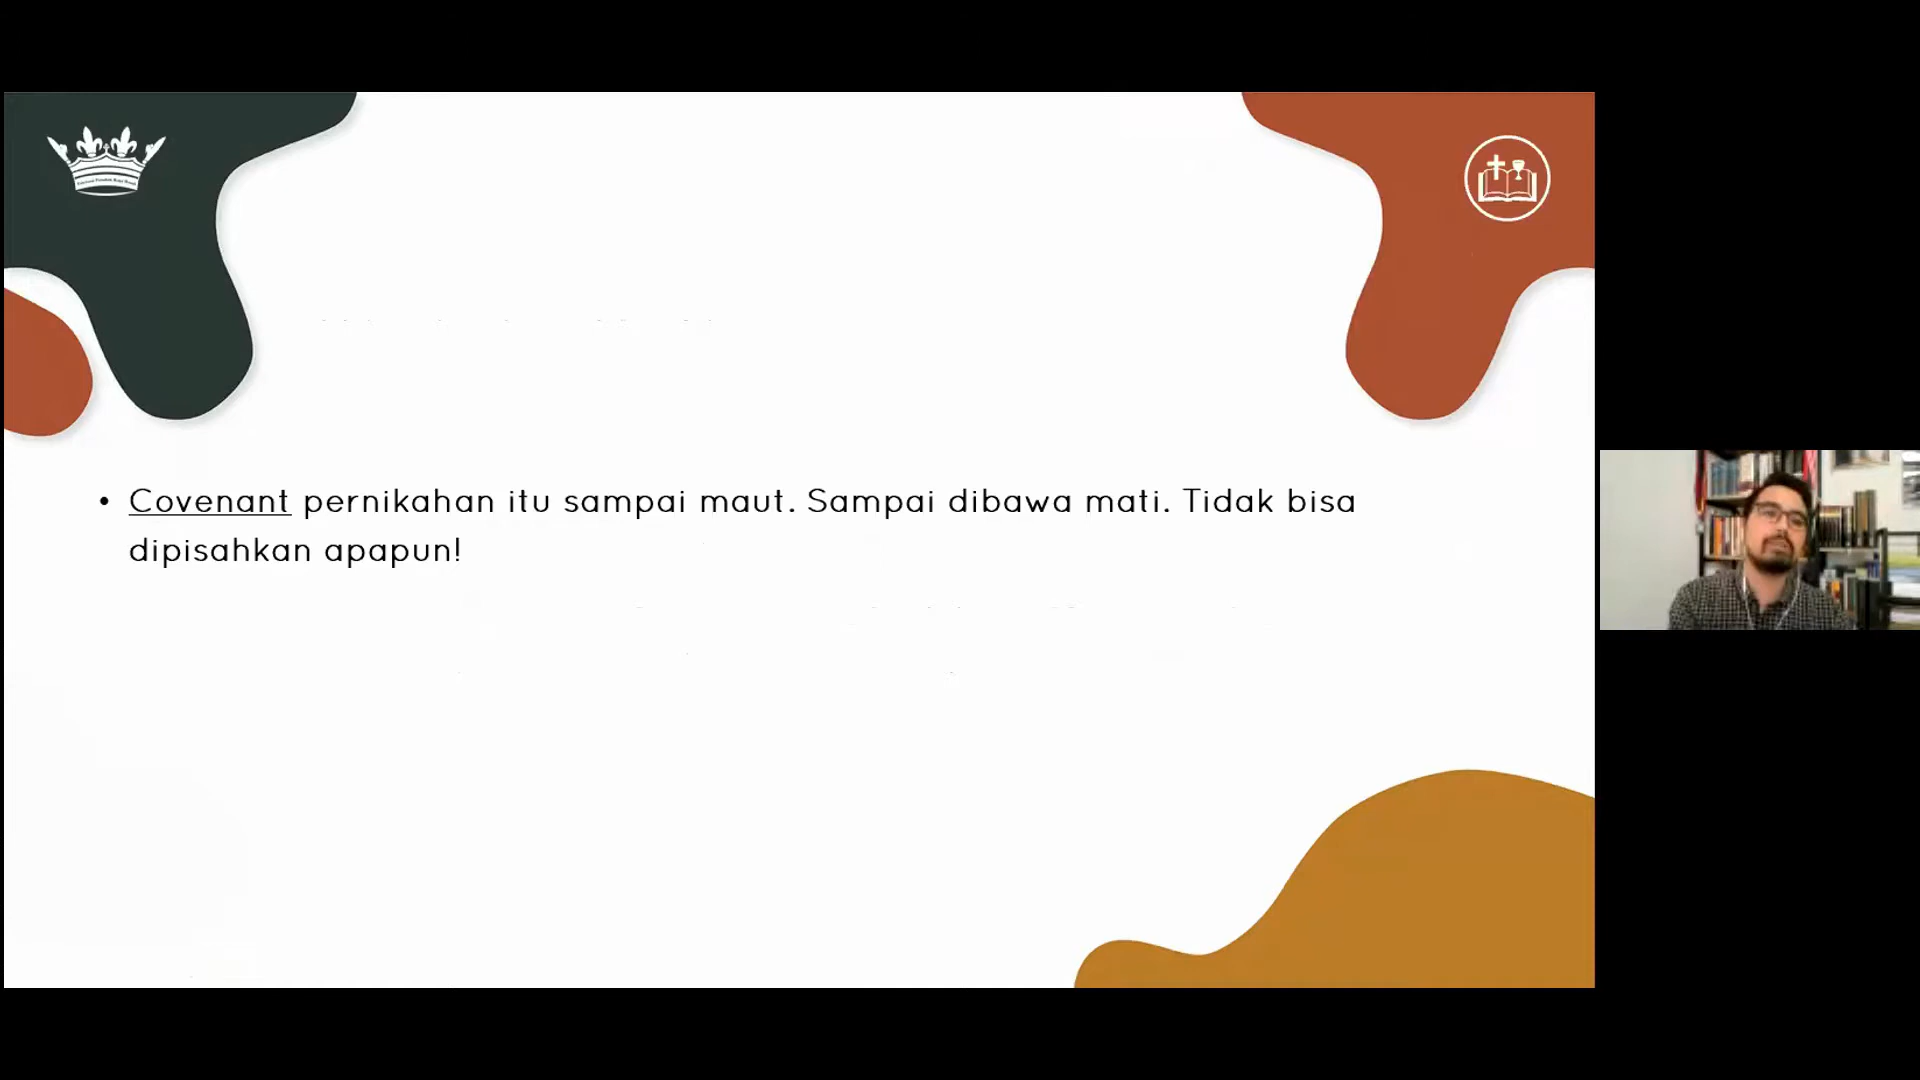 • Covenant pernikahan itu sampai maut. Sampai dibawa mati. Tidak bisa
dipisahkan apapun!